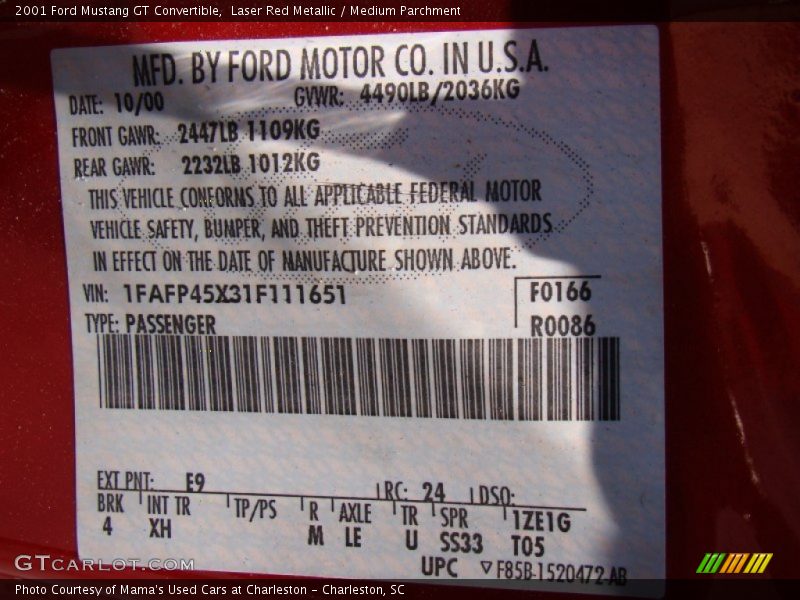 2001 Ford Mustang GT Convertible,  Laser Red Metallic / Medium Parchment
MFD. BY FORD MOTOR CO. IN U.S.A.
DATE: 10/00 GVWR: 4490LB/2036KG
FRONT GAWR: 2447LB 1109KG
REAR GAWR: 2232LB 1012KG
THIS VEHICLE CONFORMS TO ALL APPLICABLE FEDERAL MOTOR
VEHICLE SAFETY, BUMPER, AND THEFT PREVENTION STANDARDS
IN EFFECT ON THE DATE OF MANUFACTURE SHOWN ABOVE.
VIN: 1FAFP45X31F111651 F0166
TYPE: PASSENGER R0086
EXT PNT: E9 RC: 24 DSO:
BRK INT TR TP/PS R AXLE TR SPR 1ZE1G
4 XH M LE U SS33 T05
UPC ▽F85B-1520472-AB
GTCARLOT.COM
Photo Courtesy of Mama's Used Cars at Charleston – Charleston, SC